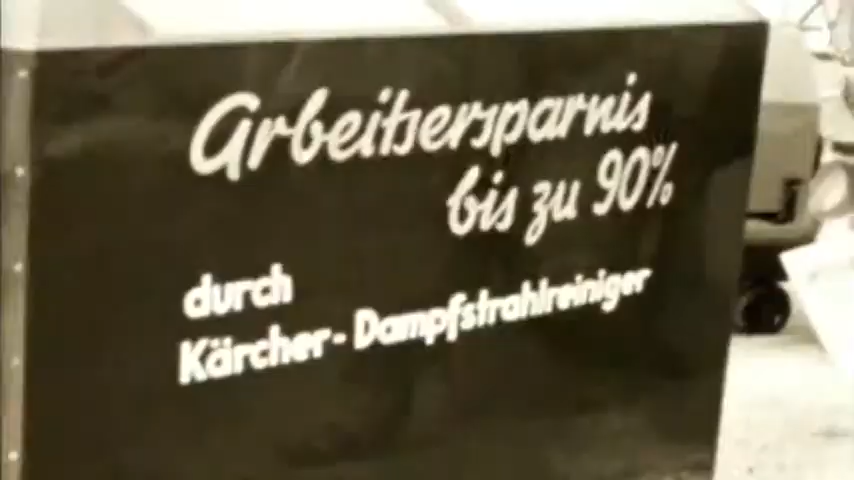 Arbeitsersparnis
bis zu 90%
durch
Kärcher-Dampfstrahlreiniger